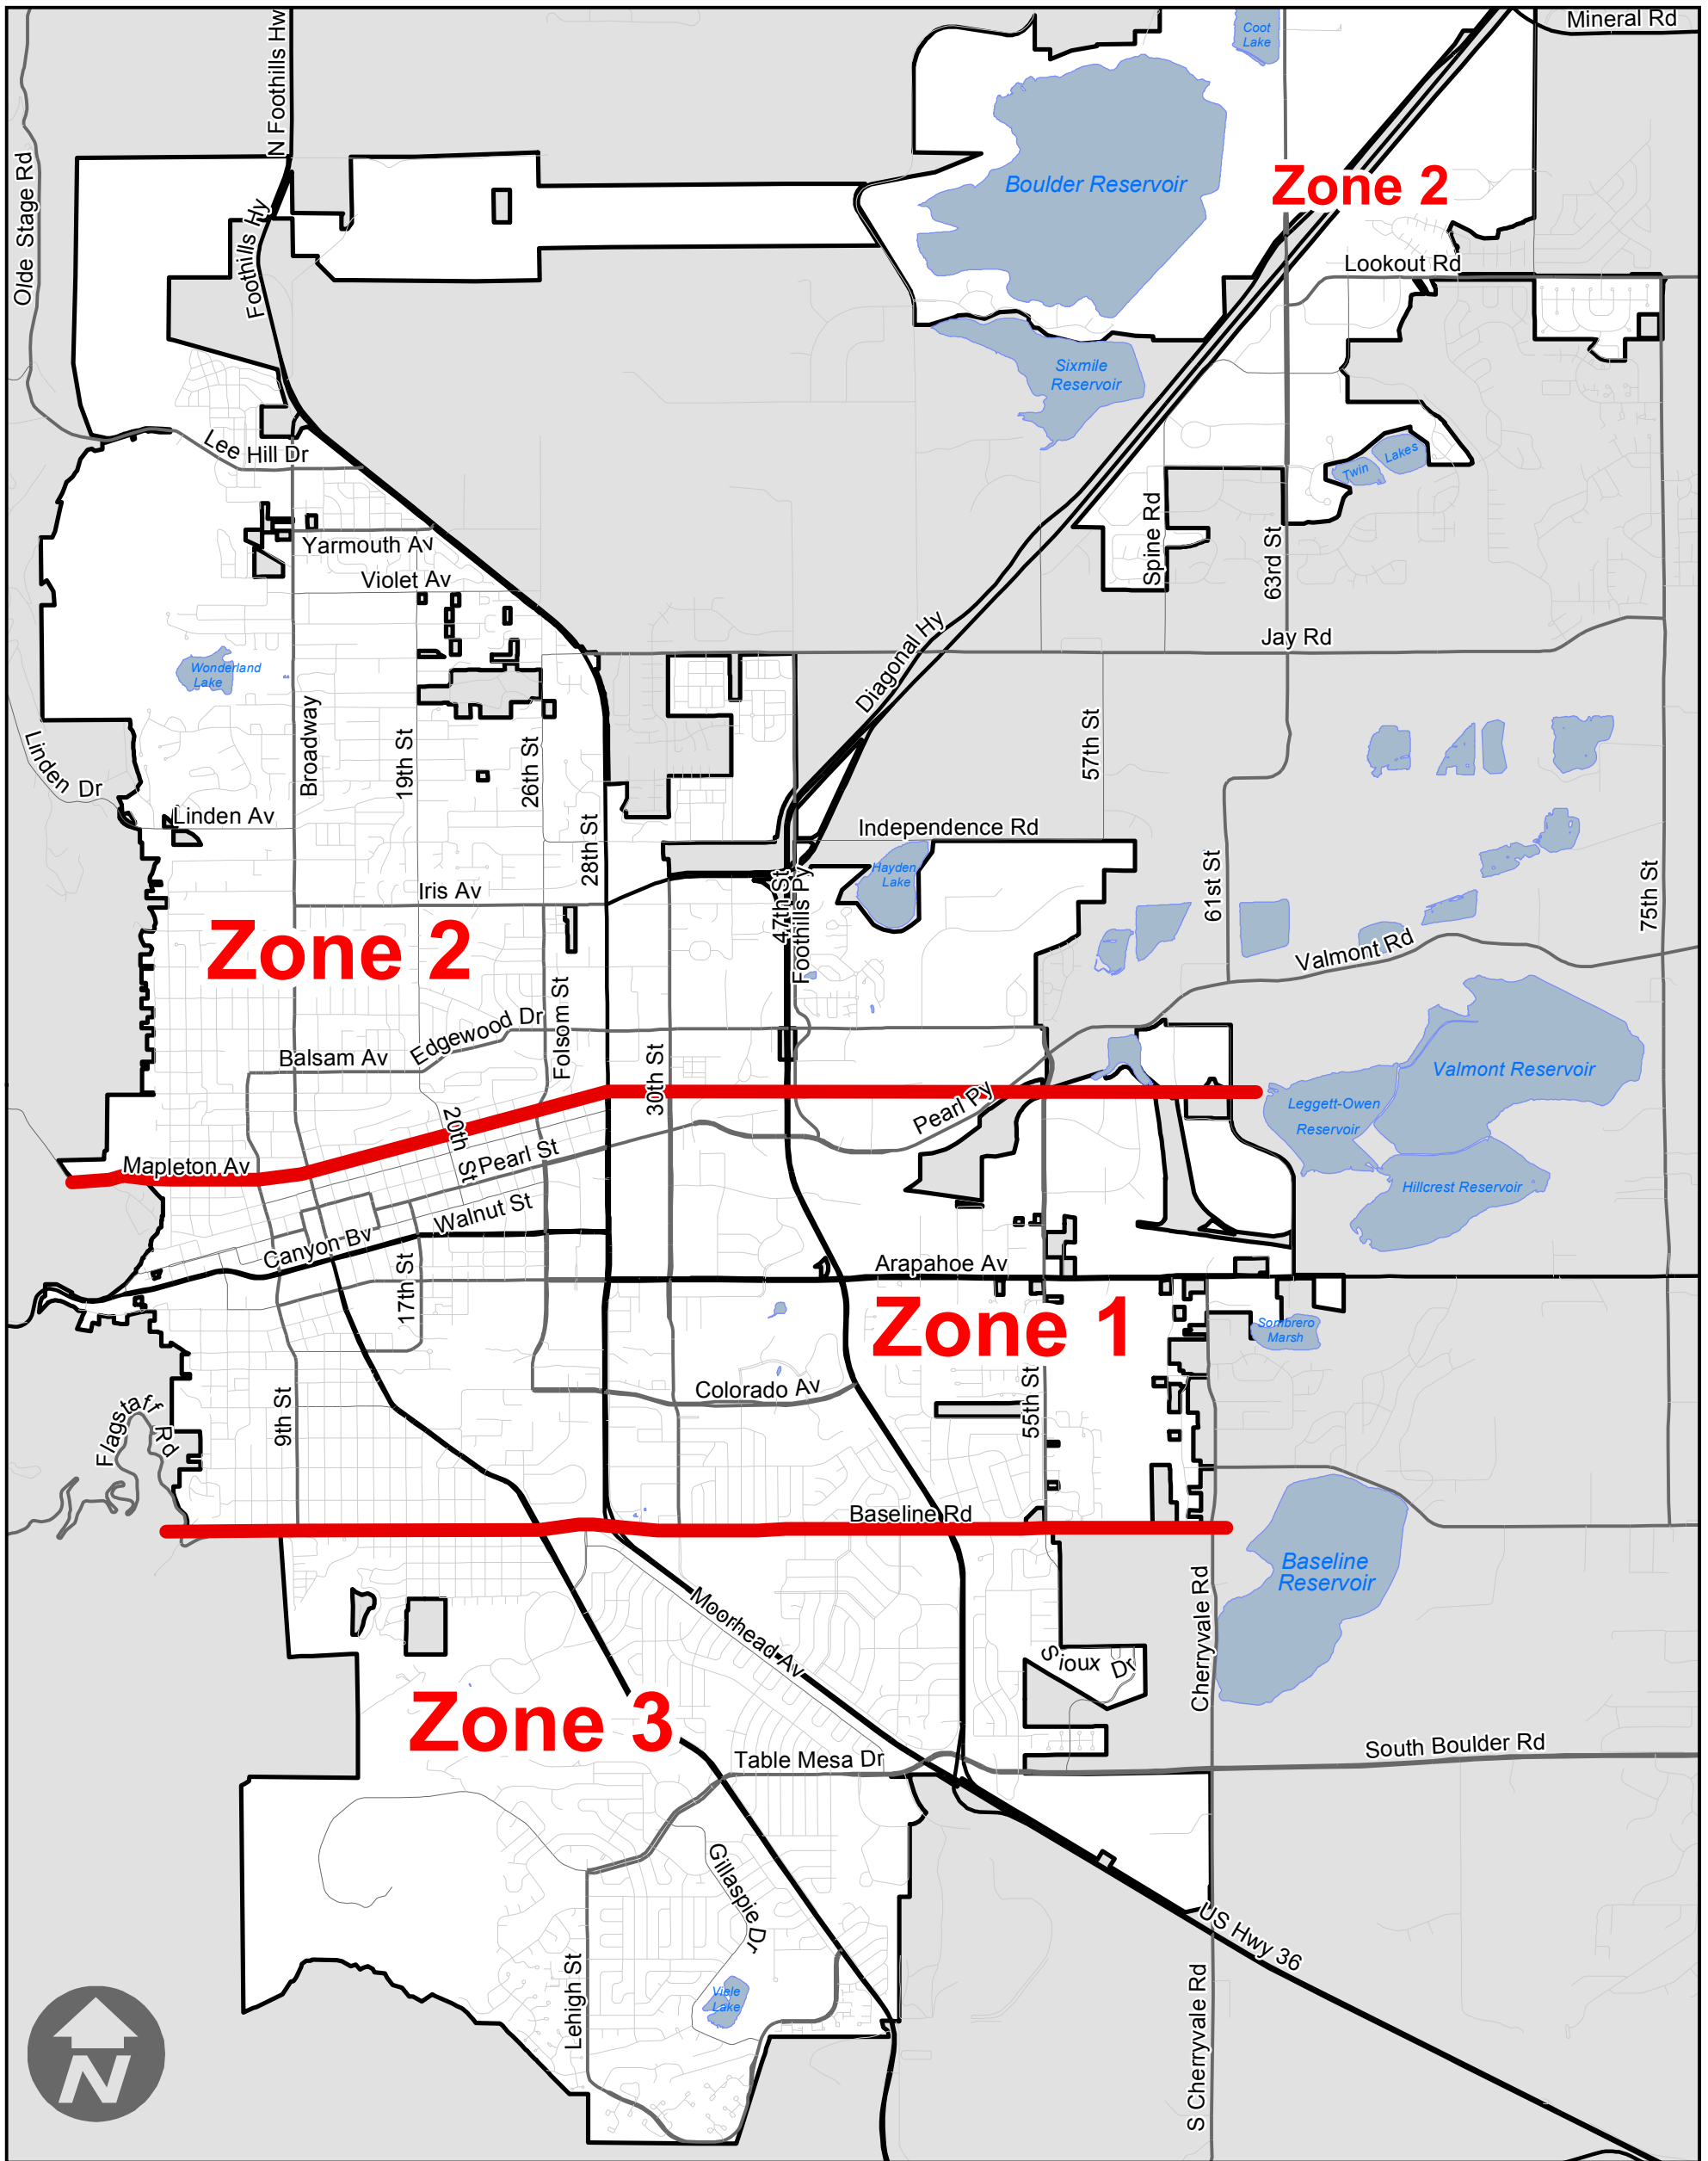 Mineral Rd
Coot
Lake
N Foothills Hw
Olde Stage Rd
Boulder Reservoir
Zone 2
Foothills Hy
Lookout Rd
Sixmile
Reservoir
Lee Hill Dr
Twin Lakes
Spine Rd
63rd St
Yarmouth Av
Violet Av
Diagonal Hy
Jay Rd
Wonderland
Lake
Broadway
19th St
26th St
57th St
Linden Dr
Linden Av
28th St
Independence Rd
Hayden
Lake
61st St
75th St
Iris Av
47th St
Foothills Py
Zone 2
Valmont Rd
Folsom St
Edgewood Dr
Balsam Av
30th St
Valmont Reservoir
Leggett-Owen
Reservoir
Pearl Py
20th St
Mapleton Av
Pearl St
Hillcrest Reservoir
Walnut St
Canyon Bv
17th St
Arapahoe Av
Zone 1
Sombrero
Marsh
Colorado Av
55th St
9th St
Flagstaff Rd
Baseline Rd
Baseline
Reservoir
Moorhead Av
Sioux Dr
Cherryvale Rd
Zone 3
Table Mesa Dr
South Boulder Rd
Gillaspie Dr
US Hwy 36
Lehigh St
Viele
Lake
S Cherryvale Rd
N